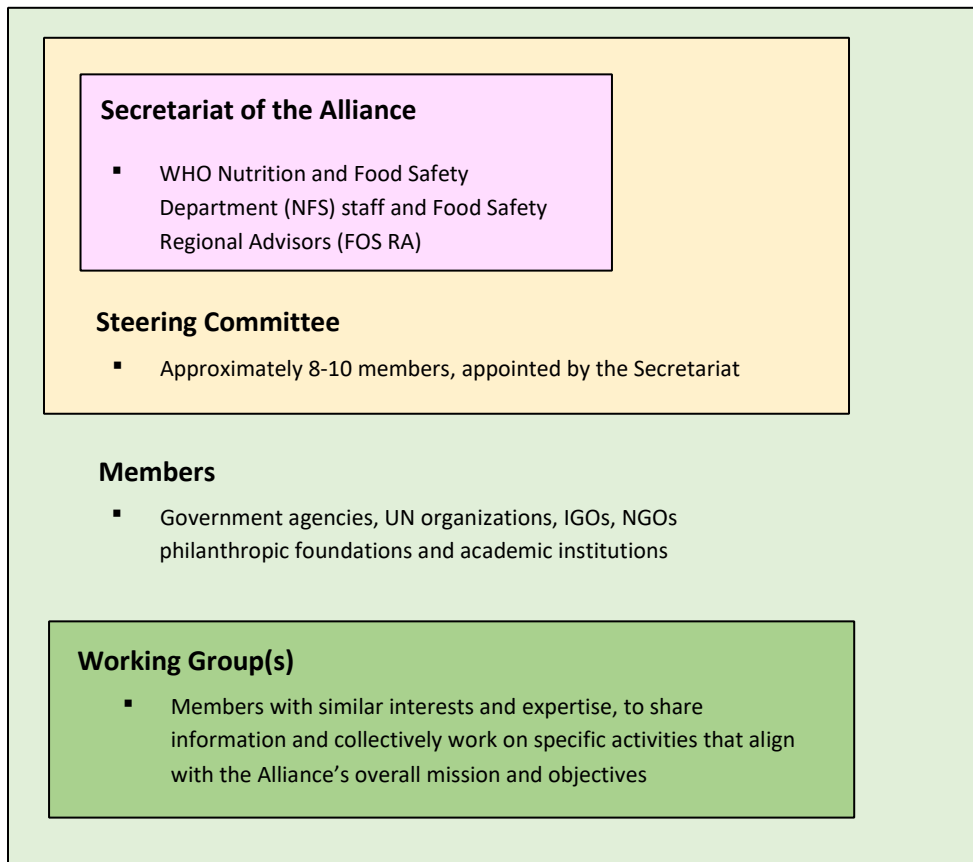 Secretariat of the Alliance
▪ WHO Nutrition and Food Safety
Department (NFS) staff and Food Safety
Regional Advisors (FOS RA)
Steering Committee
▪ Approximately 8-10 members, appointed by the Secretariat
Members
▪ Government agencies, UN organizations, IGOs, NGOs
philanthropic foundations and academic institutions
Working Group(s)
▪ Members with similar interests and expertise, to share
information and collectively work on specific activities that align
with the Alliance’s overall mission and objectives